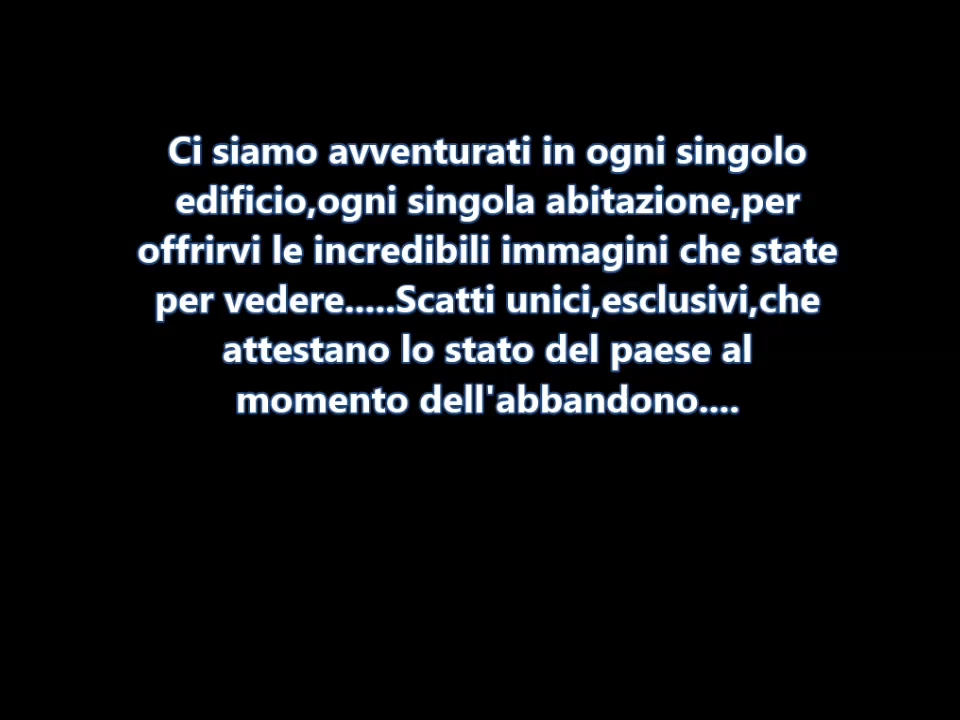 Ci siamo avventurati in ogni singolo
edificio,ogni singola abitazione,per
offrirvi le incredibili immagini che state
per vedere.....Scatti unici,esclusivi,che
attestano lo stato del paese al
momento dell'abbandono....